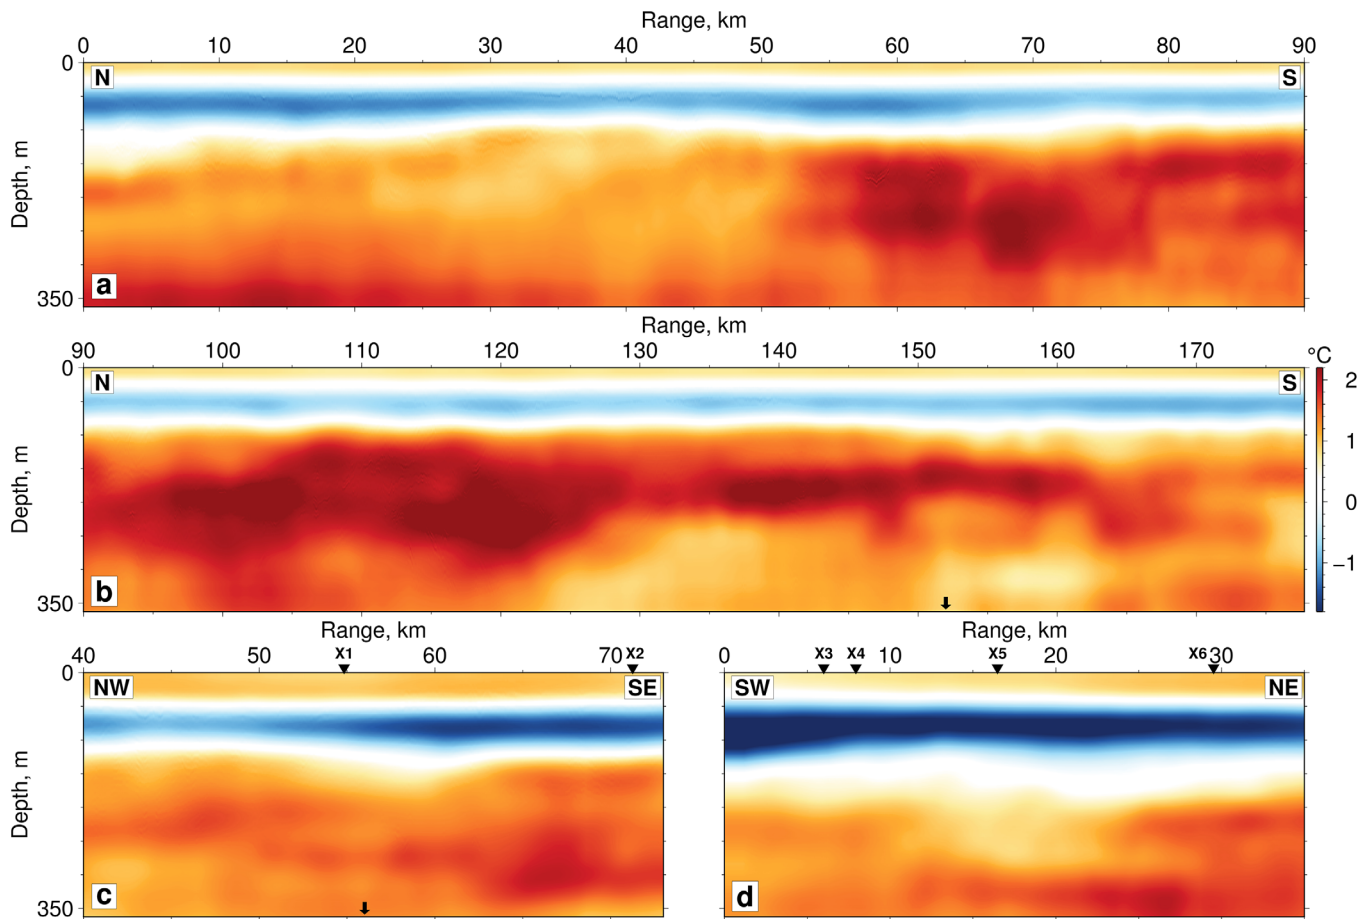 Range, km
0 10 20 30 40 50 60 70 80 90
0
N S
Depth, m
a
350
Range, km
90 100 110 120 130 140 150 160 170
°C
0
N S
2
1
0
−1
Depth, m
b
350
Range, km
40 50 X1 60 70 X2
0
NW SE
Depth, m
c
350
Range, km
0 X3 X4 10 X5 20 X6 30
SW NE
d